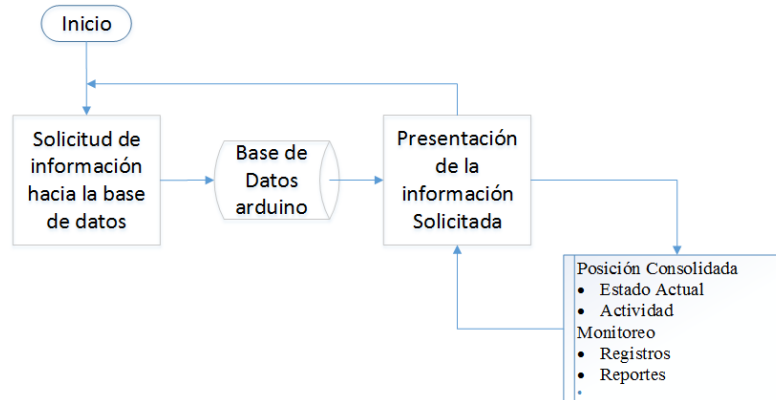 Inicio
Solicitud de
información
hacia la base
de datos
Base de
Datos
arduino
Presentación
de la
información
Solicitada
Posición Consolidada
• Estado Actual
• Actividad
Monitoreo
• Registros
• Reportes
•